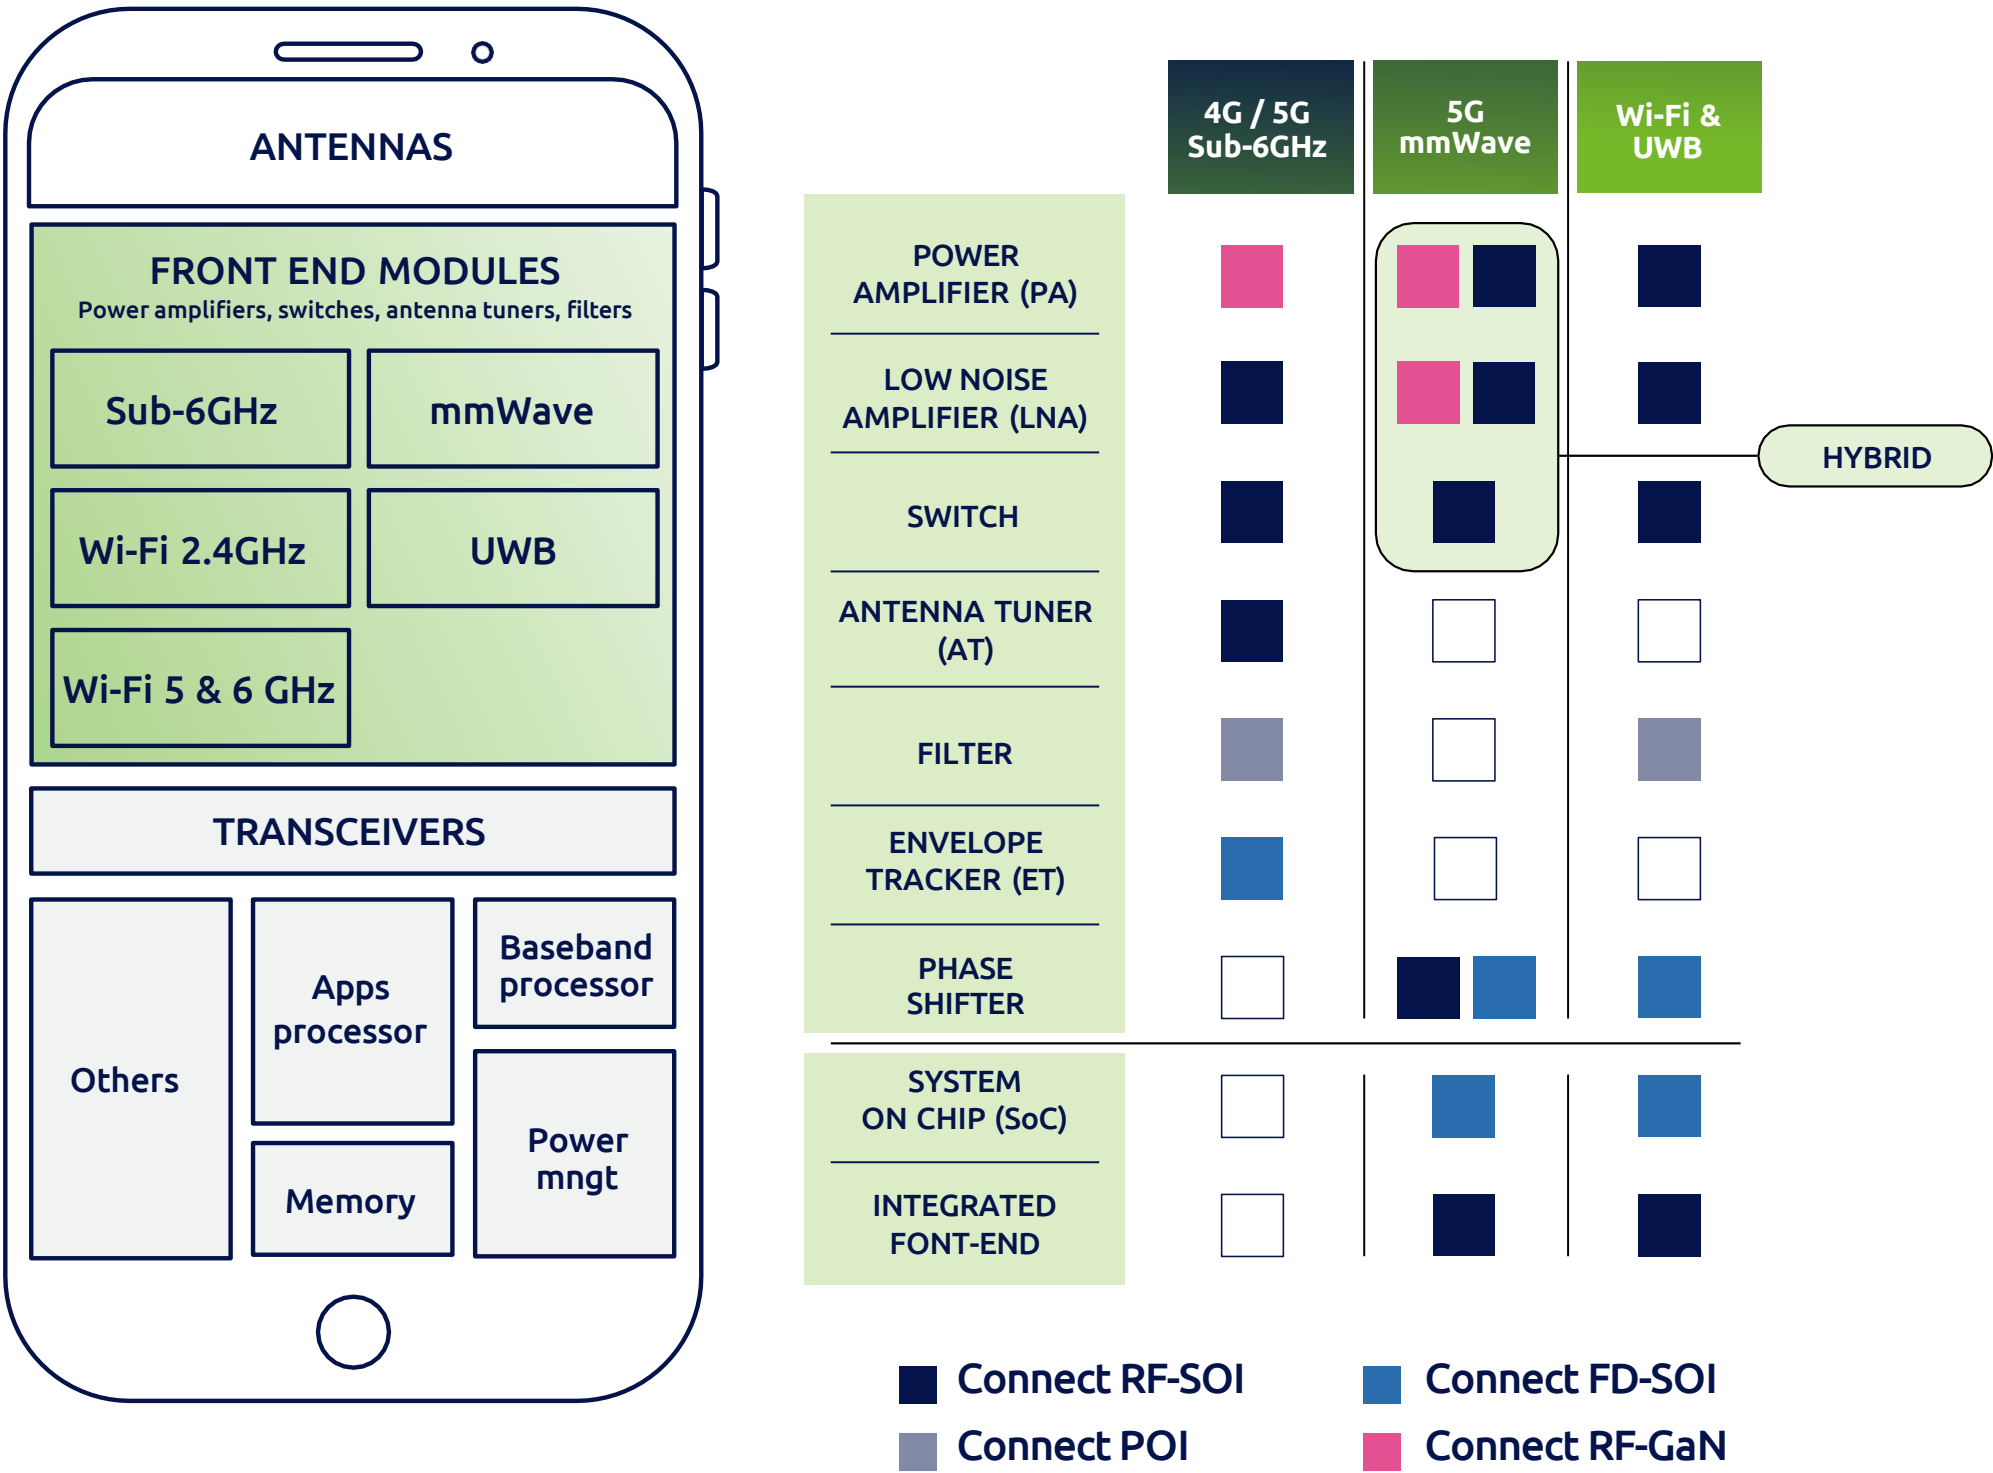 ANTENNAS
FRONT END MODULES
Power amplifiers, switches, antenna tuners, filters
Sub-6GHz
mmWave
Wi-Fi 2.4GHz
UWB
Wi-Fi 5 & 6 GHz
TRANSCEIVERS
Others
Apps
processor
Memory
Baseband
processor
Power
mngt
4G / 5G
Sub-6GHz
5G
mmWave
Wi-Fi &
UWB
POWER
AMPLIFIER (PA)
LOW NOISE
AMPLIFIER (LNA)
HYBRID
SWITCH
ANTENNA TUNER
(AT)
FILTER
ENVELOPE
TRACKER (ET)
PHASE
SHIFTER
SYSTEM
ON CHIP (SoC)
INTEGRATED
FONT-END
Connect RF-SOI
Connect FD-SOI
Connect POI
Connect RF-GaN